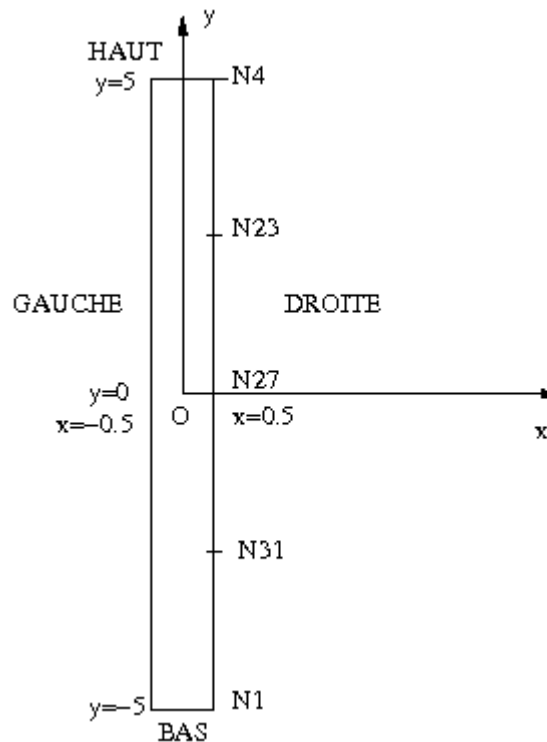 y
HAUT
y=5
N4
N23
GAUCHE
DROITE
N27
y=0
O
x=0.5
x=−0.5
x
N31
y=−5
N1
BAS